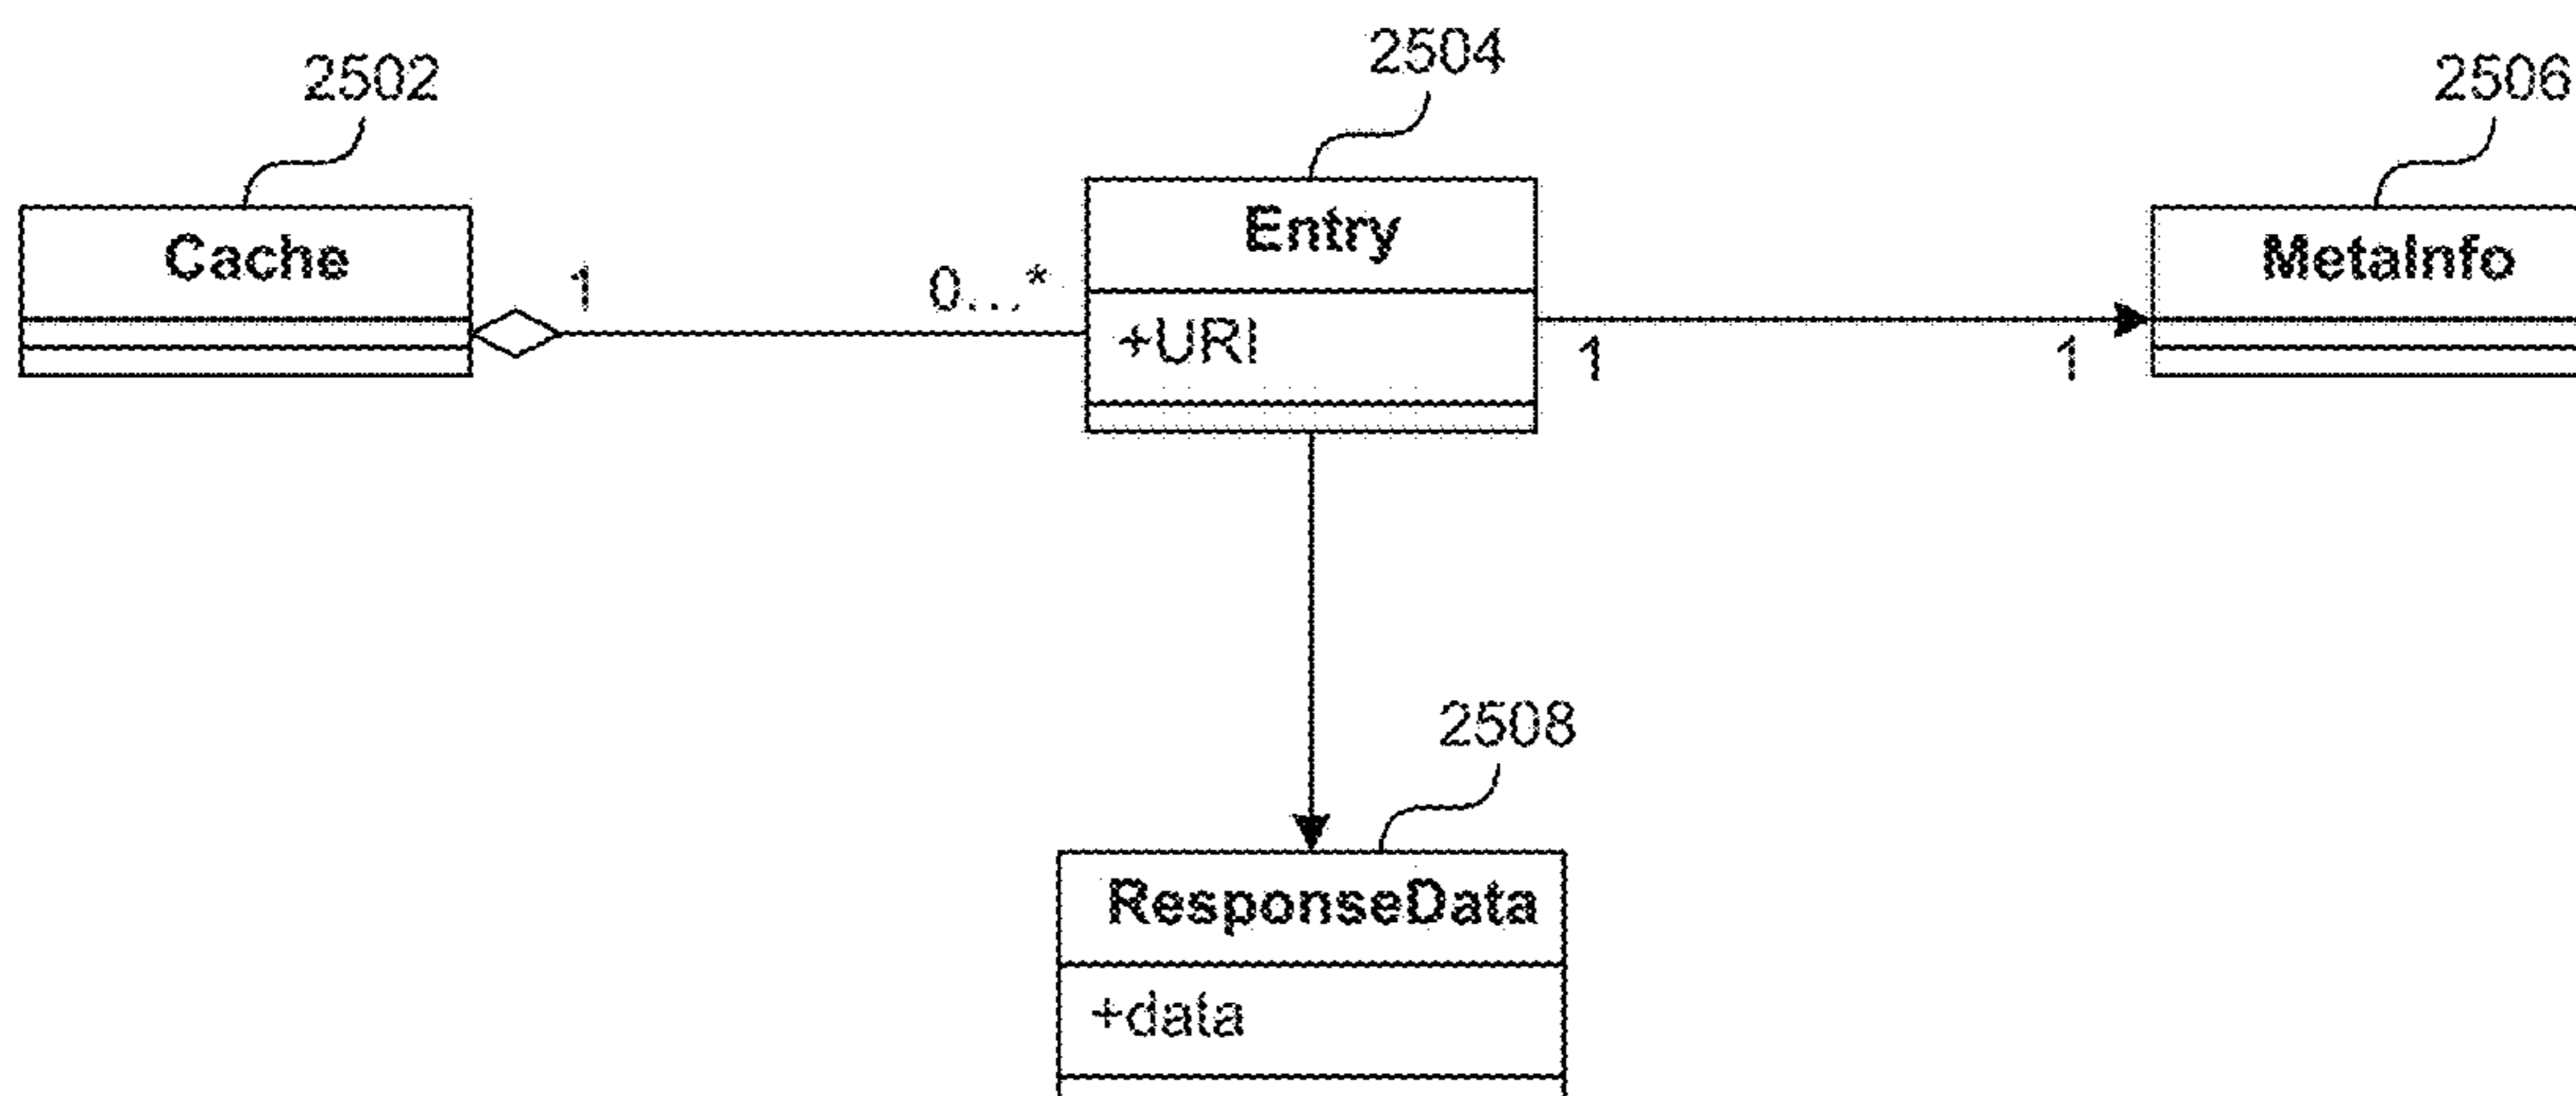 2502
2504
2506
Cache
Entry
MetaInfo
1
0...*
+URI
1
1
2508
ResponseData
+data